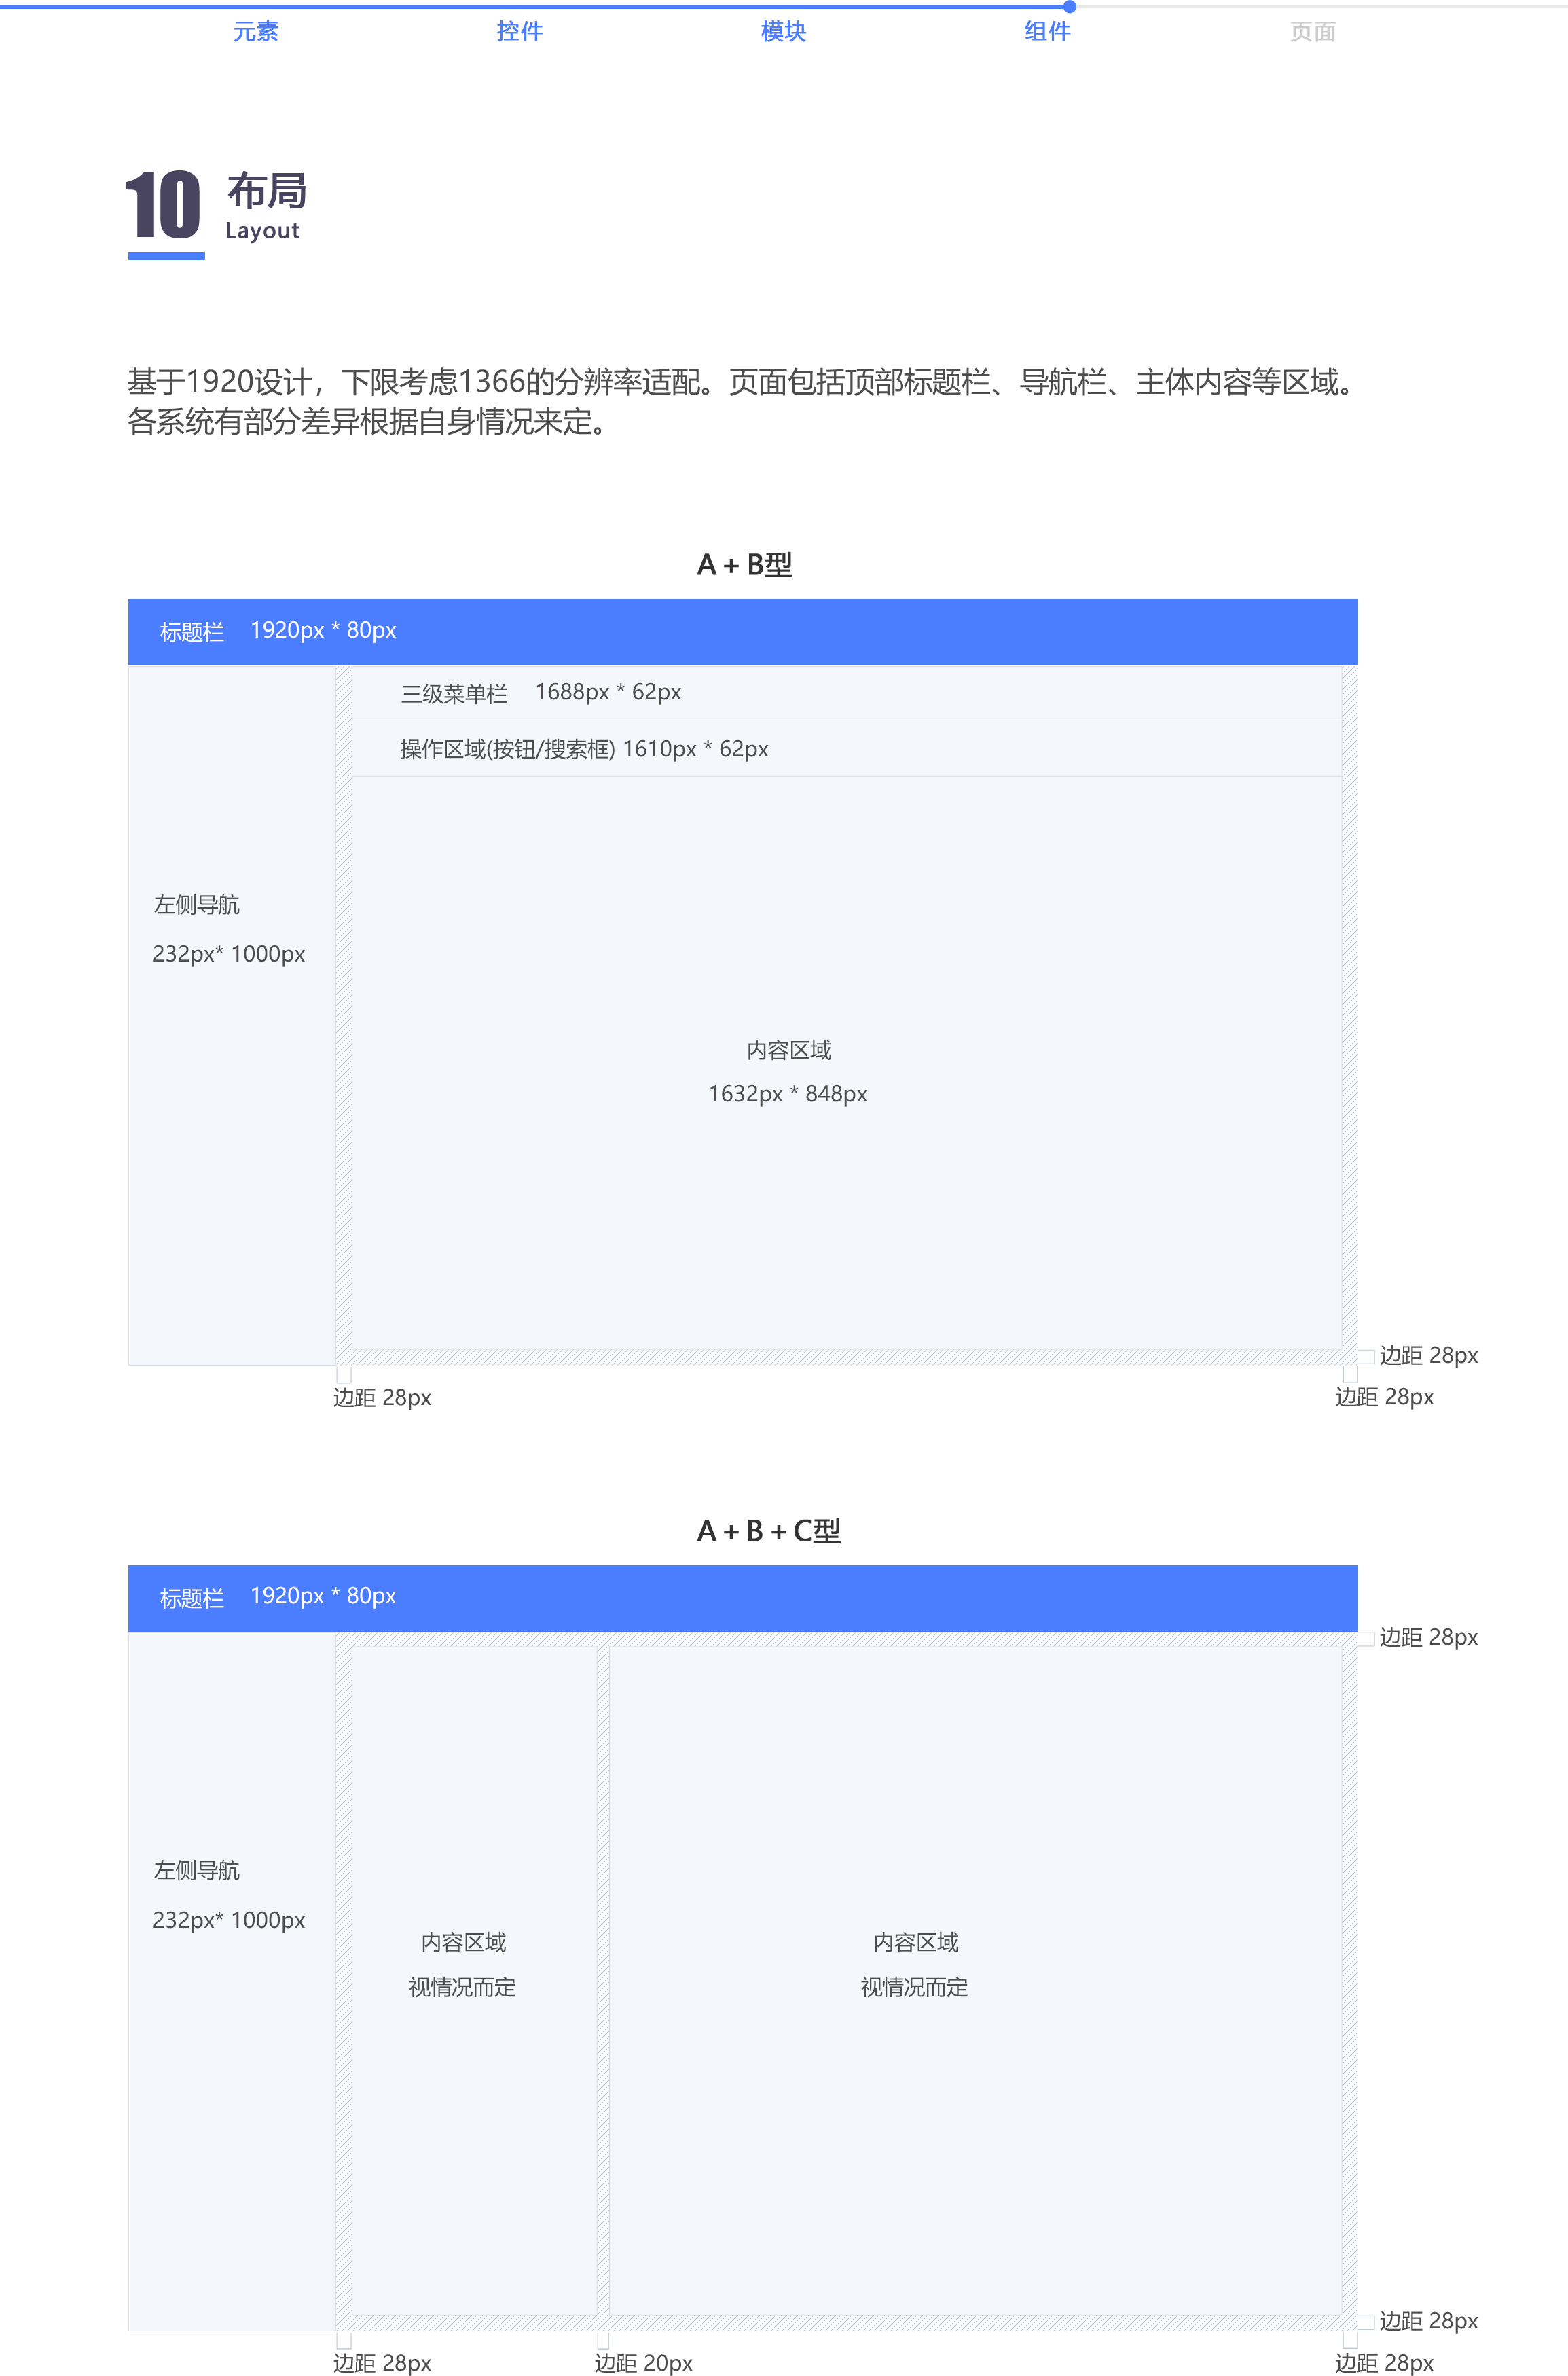 元素 控件 模块 组件 页面
10 布局
Layout
基于1920设计，下限考虑1366的分辨率适配。页面包括顶部标题栏、导航栏、主体内容等区域。
各系统有部分差异根据自身情况来定。
A + B型
标题栏 1920px * 80px
三级菜单栏 1688px * 62px
操作区域(按钮/搜索框) 1610px * 62px
左侧导航
232px* 1000px
内容区域
1632px * 848px
边距 28px
边距 28px
边距 28px
A + B + C型
标题栏 1920px * 80px
边距 28px
左侧导航
232px* 1000px
内容区域
视情况而定
内容区域
视情况而定
边距 28px
边距 28px
边距 20px
边距 28px